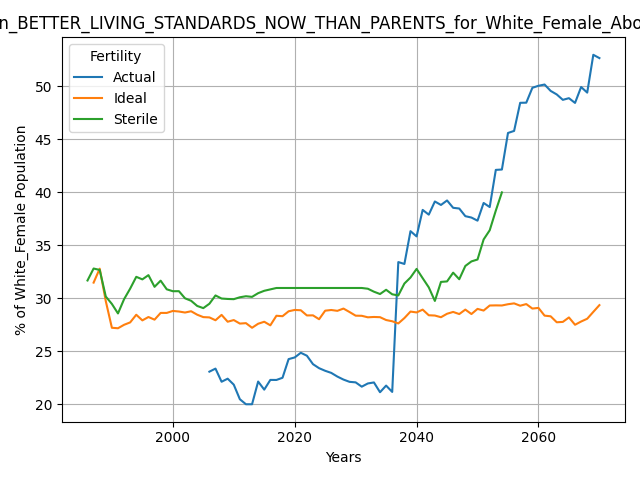 n_BETTER_LIVING_STANDARDS_NOW_THAN_PARENTS_for_White_Female_Abo
Fertility
Actual
Ideal
Sterile
% of White_Female Population
50
45
40
35
30
25
20
2000
2020
2040
2060
Years